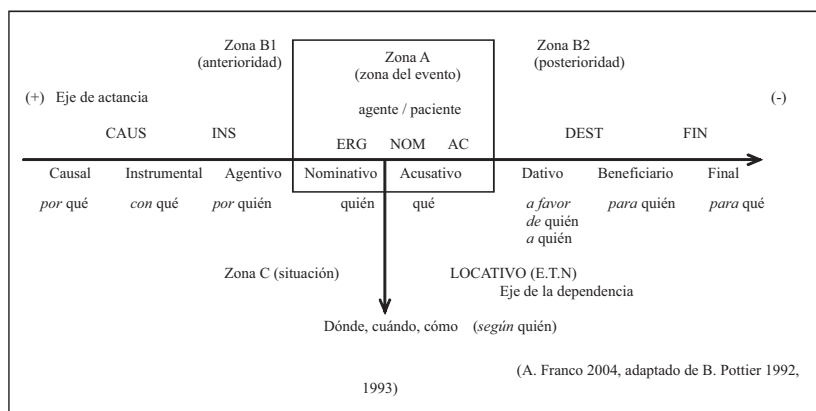 Zona B1
(anterioridad)
Zona A
(zona del evento)
Zona B2
(posterioridad)
(+) Eje de actancia
(-)
agente / paciente
CAUS INS ERG NOM AC DEST FIN
Causal Instrumental Agentivo Nominativo Acusativo Dativo Beneficiario Final
por qué con qué por quién quién qué a favor para quién para qué
de quién
a quién
Zona C (situación) LOCATIVO (E.T.N)
Eje de la dependencia
Dónde, cuándo, cómo (según quién)
(A. Franco 2004, adaptado de B. Pottier 1992,
1993)